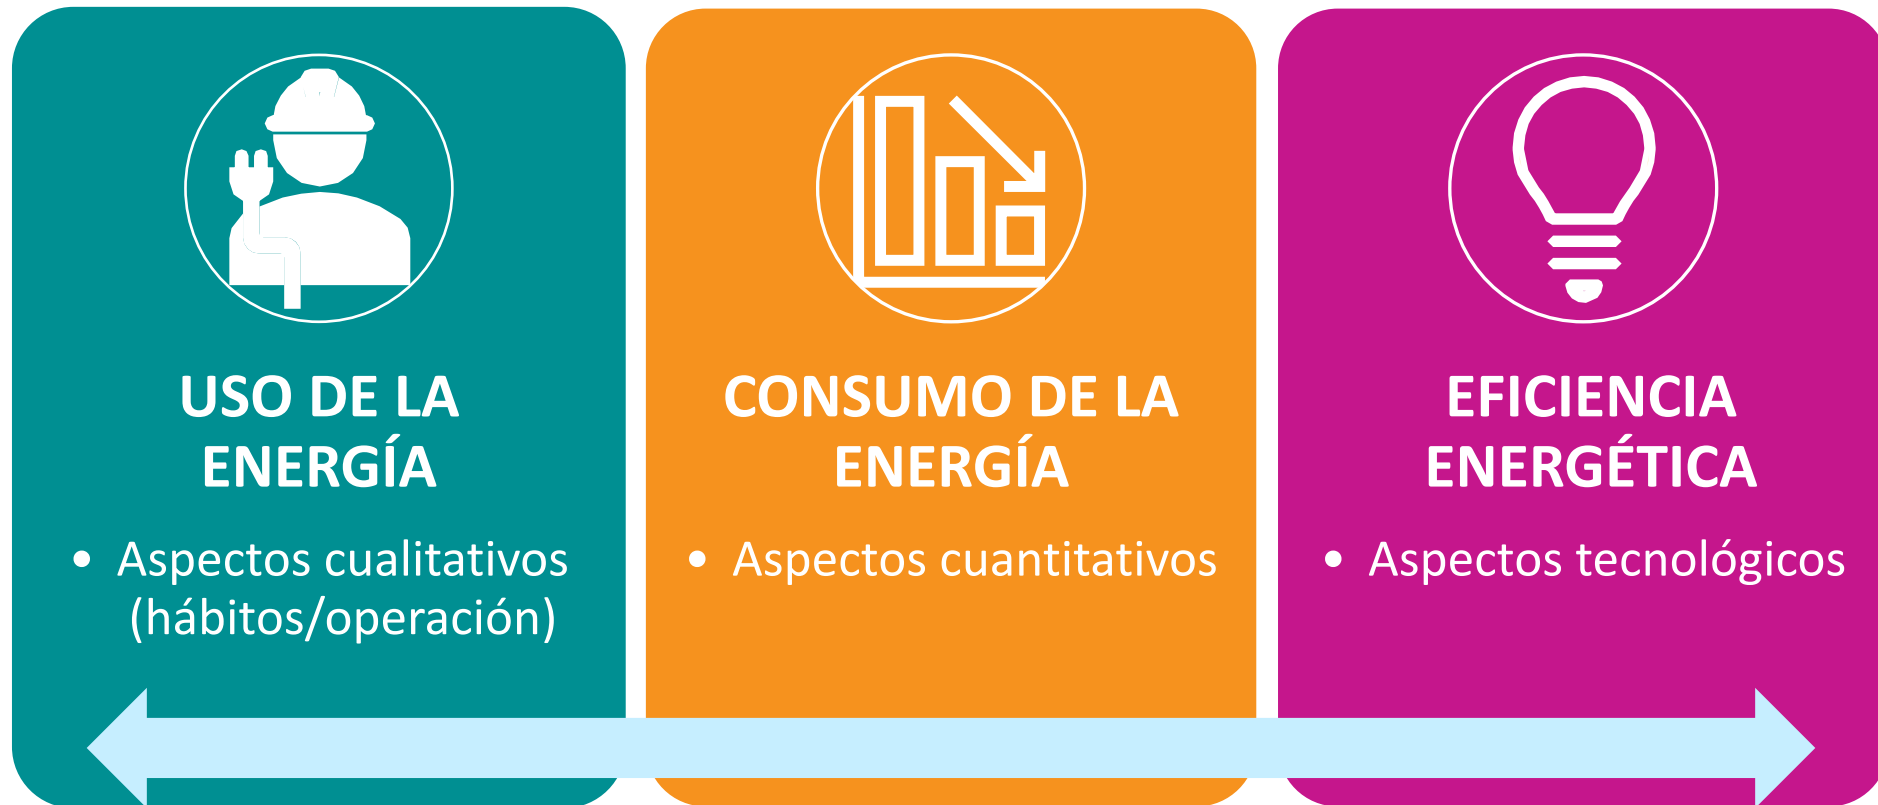 USO DE LA
ENERGÍA
• Aspectos cualitativos
(hábitos/operación)
CONSUMO DE LA
ENERGÍA
• Aspectos cuantitativos
EFICIENCIA
ENERGÉTICA
• Aspectos tecnológicos